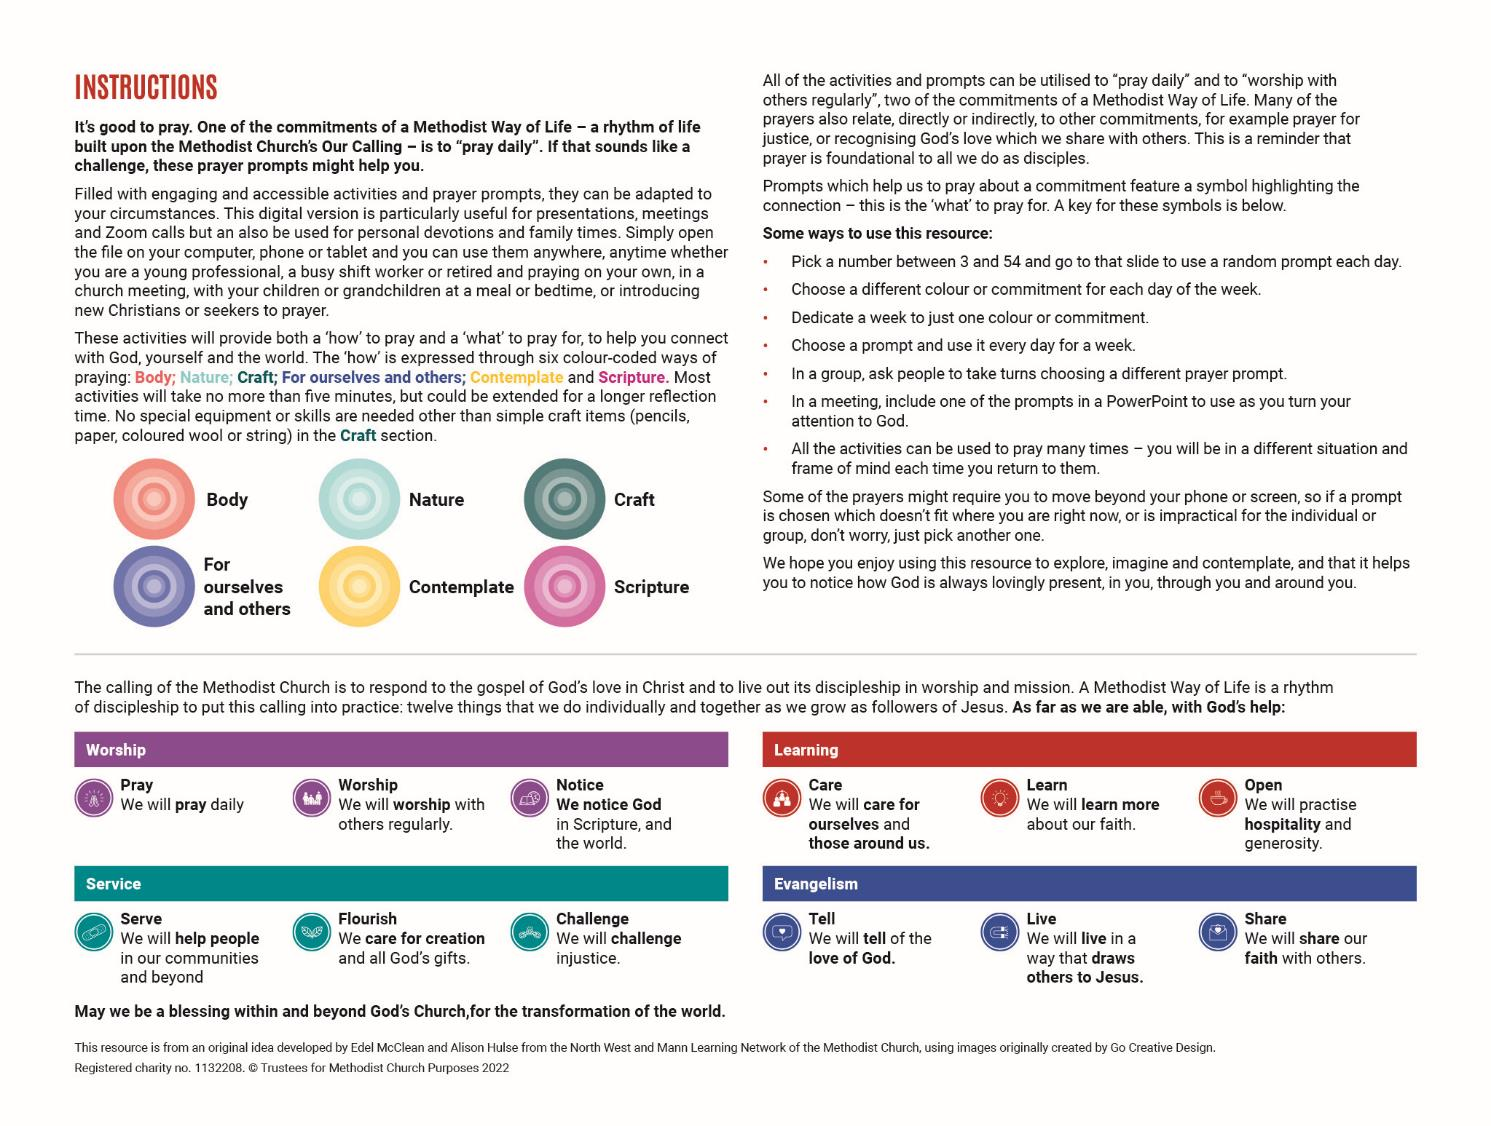 INSTRUCTIONS
It's good to pray. One of the commitments of a Methodist Way of Life – a rhythm of life
built upon the Methodist Church's Our Calling – is to “pray daily”. If that sounds like a
challenge, these prayer prompts might help you.
Filled with engaging and accessible activities and prayer prompts, they can be adapted to
your circumstances. This digital version is particularly useful for presentations, meetings
and Zoom calls but an also be used for personal devotions and family times. Simply open
the file on your computer, phone or tablet and you can use them anywhere, anytime whether
you are a young professional, a busy shift worker or retired and praying on your own, in a
church meeting, with your children or grandchildren at a meal or bedtime, or introducing
new Christians or seekers to prayer.
These activities will provide both a ‘how’ to pray and a ‘what’ to pray for, to help you connect
with God, yourself and the world. The ‘how’ is expressed through six colour-coded ways of
praying: Body; Nature; Craft; For ourselves and others; Contemplate and Scripture. Most
activities will take no more than five minutes, but could be extended for a longer reflection
time. No special equipment or skills are needed other than simple craft items (pencils,
paper, coloured wool or string) in the Craft section.
Body
Nature
Craft
For
ourselves
and others
Contemplate
Scripture
All of the activities and prompts can be utilised to “pray daily” and to “worship with
others regularly”, two of the commitments of a Methodist Way of Life. Many of the
prayers also relate, directly or indirectly, to other commitments, for example prayer for
justice, or recognising God's love which we share with others. This is a reminder that
prayer is foundational to all we do as disciples.
Prompts which help us to pray about a commitment feature a symbol highlighting the
connection – this is the ‘what’ to pray for. A key for these symbols is below.
Some ways to use this resource:
• Pick a number between 3 and 54 and go to that slide to use a random prompt each day.
• Choose a different colour or commitment for each day of the week.
• Dedicate a week to just one colour or commitment.
• Choose a prompt and use it every day for a week.
• In a group, ask people to take turns choosing a different prayer prompt.
• In a meeting, include one of the prompts in a PowerPoint to use as you turn your
attention to God.
• All the activities can be used to pray many times – you will be in a different situation and
frame of mind each time you return to them.
Some of the prayers might require you to move beyond your phone or screen, so if a prompt
is chosen which doesn't fit where you are right now, or is impractical for the individual or
group, don't worry, just pick another one.
We hope you enjoy using this resource to explore, imagine and contemplate, and that it helps
you to notice how God is always lovingly present, in you, through you and around you.
The calling of the Methodist Church is to respond to the gospel of God's love in Christ and to live out its discipleship in worship and mission. A Methodist Way of Life is a rhythm
of discipleship to put this calling into practice: twelve things that we do individually and together as we grow as followers of Jesus. As far as we are able, with God's help:
Worship
Pray
We will pray daily
Worship
We will worship with
others regularly.
Notice
We notice God
in Scripture, and
the world.
Learning
Care
We will care for
ourselves and
those around us.
Learn
We will learn more
about our faith.
Open
We will practise
hospitality and
generosity.
Service
Serve
We will help people
in our communities
and beyond
Flourish
We care for creation
and all God's gifts.
Challenge
We will challenge
injustice.
Evangelism
Tell
We will tell of the
love of God.
Live
We will live in a
way that draws
others to Jesus.
Share
We will share our
faith with others.
May we be a blessing within and beyond God's Church,for the transformation of the world.
This resource is from an original idea developed by Edel McClean and Alison Hulse from the North West and Mann Learning Network of the Methodist Church, using images originally created by Go Creative Design.
Registered charity no. 1132208. © Trustees for Methodist Church Purposes 2022